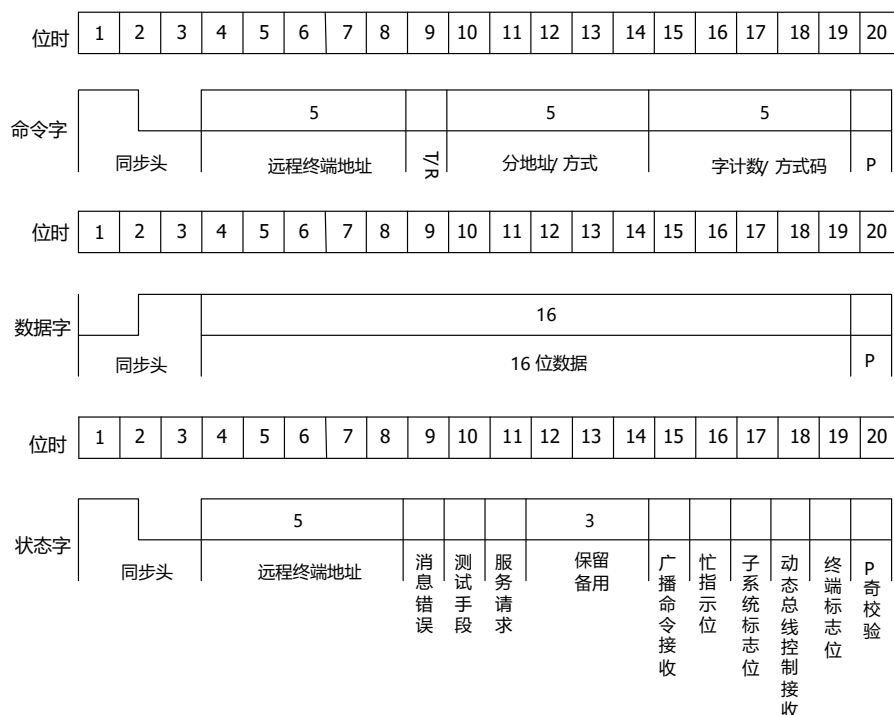 位时 1 2 3 4 5 6 7 8 9 10 11 12 13 14 15 16 17 18 19 20
命令字 5 5 5
同步头 远程终端地址 T/R 分地址/ 方式 字计数/ 方式码 P
位时 1 2 3 4 5 6 7 8 9 10 11 12 13 14 15 16 17 18 19 20
数据字 16
同步头 16 位数据 P
位时 1 2 3 4 5 6 7 8 9 10 11 12 13 14 15 16 17 18 19 20
状态字 5 3
同步头 远程终端地址
消息错误
测试手段
服务请求
保留
备用
广播命令接收
忙指示位
子系统标志位
动态总线控制接收
终端标志位
P奇校验